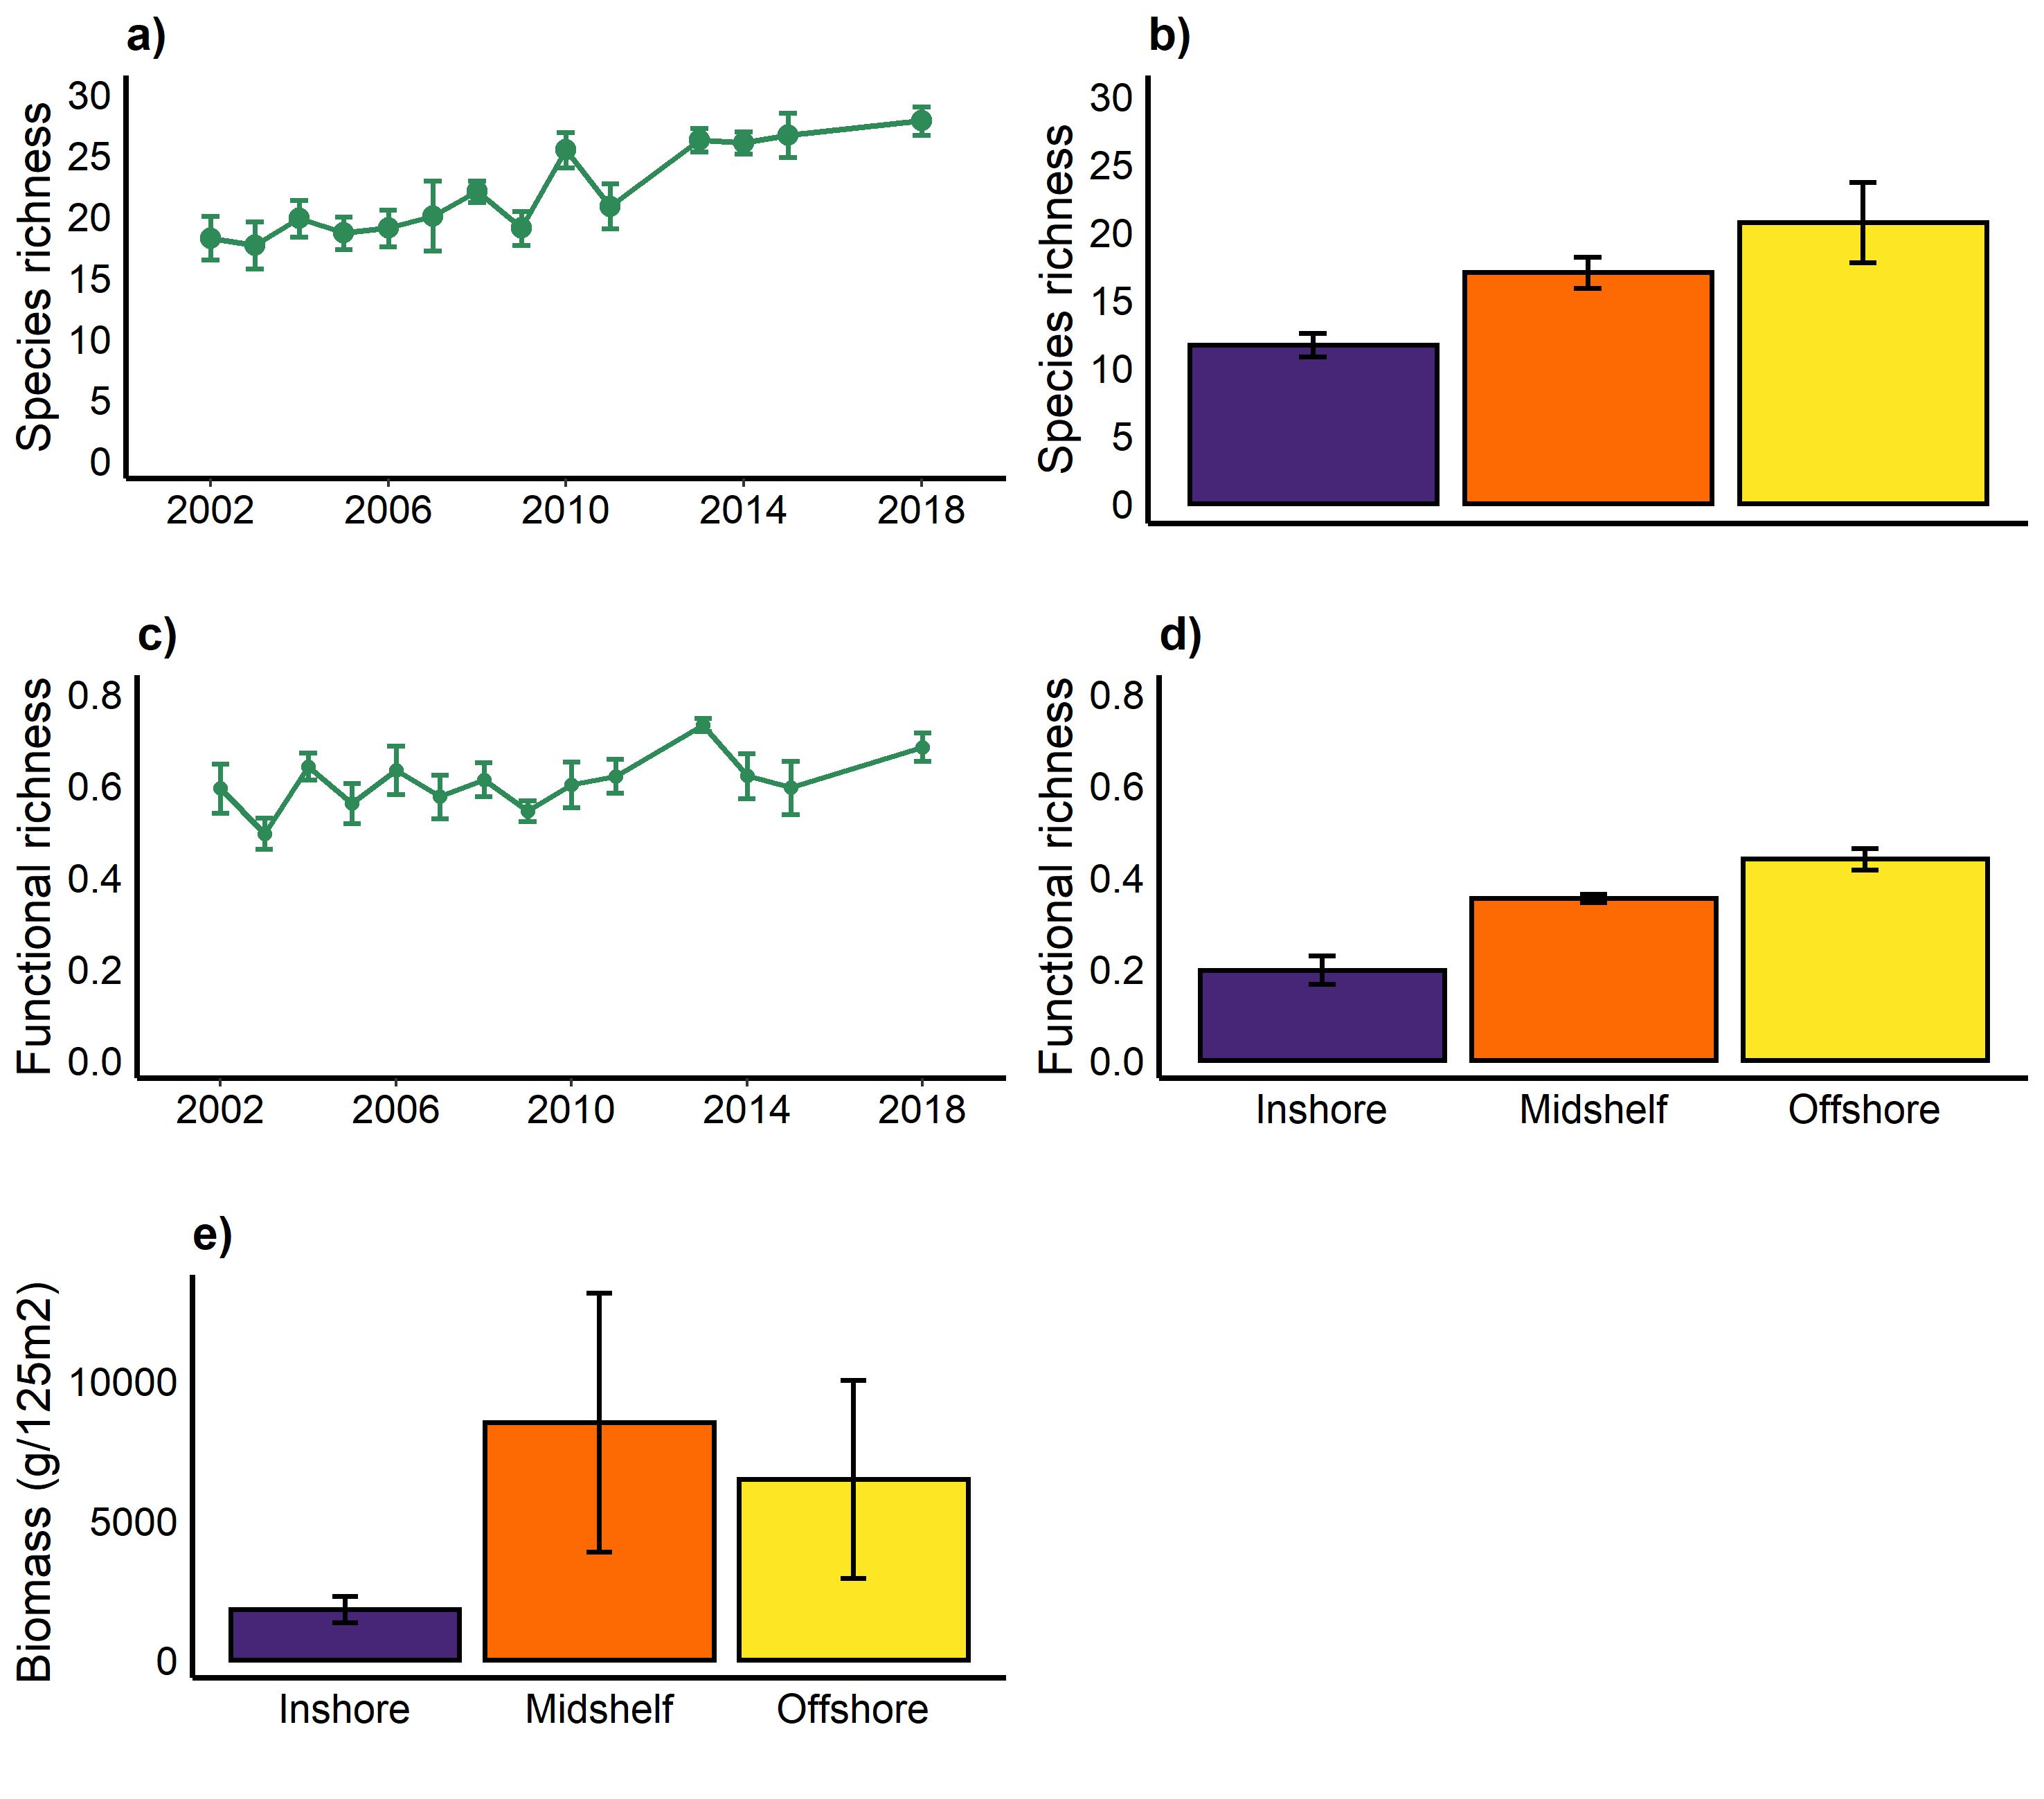 a)
Species richness
30
25
20
15
10
5
0
2002 2006 2010 2014 2018
b)
Species richness
30
25
20
15
10
5
0
c)
Functional richness
0.8
0.6
0.4
0.2
0.0
2002 2006 2010 2014 2018
d)
Functional richness
0.8
0.6
0.4
0.2
0.0
Inshore Midshelf Offshore
e)
Biomass (g/125m2)
10000
5000
0
Inshore Midshelf Offshore